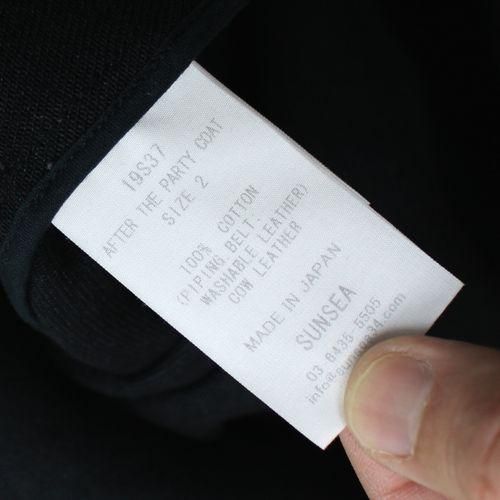 19S37
AFTER THE PARTY COAT
SIZE 2
100% COTTON
(PIPING.BELT:
WASHABLE LEATHER)
COW LEATHER
MADE IN JAPAN
SUNSEA
03 6435-5505